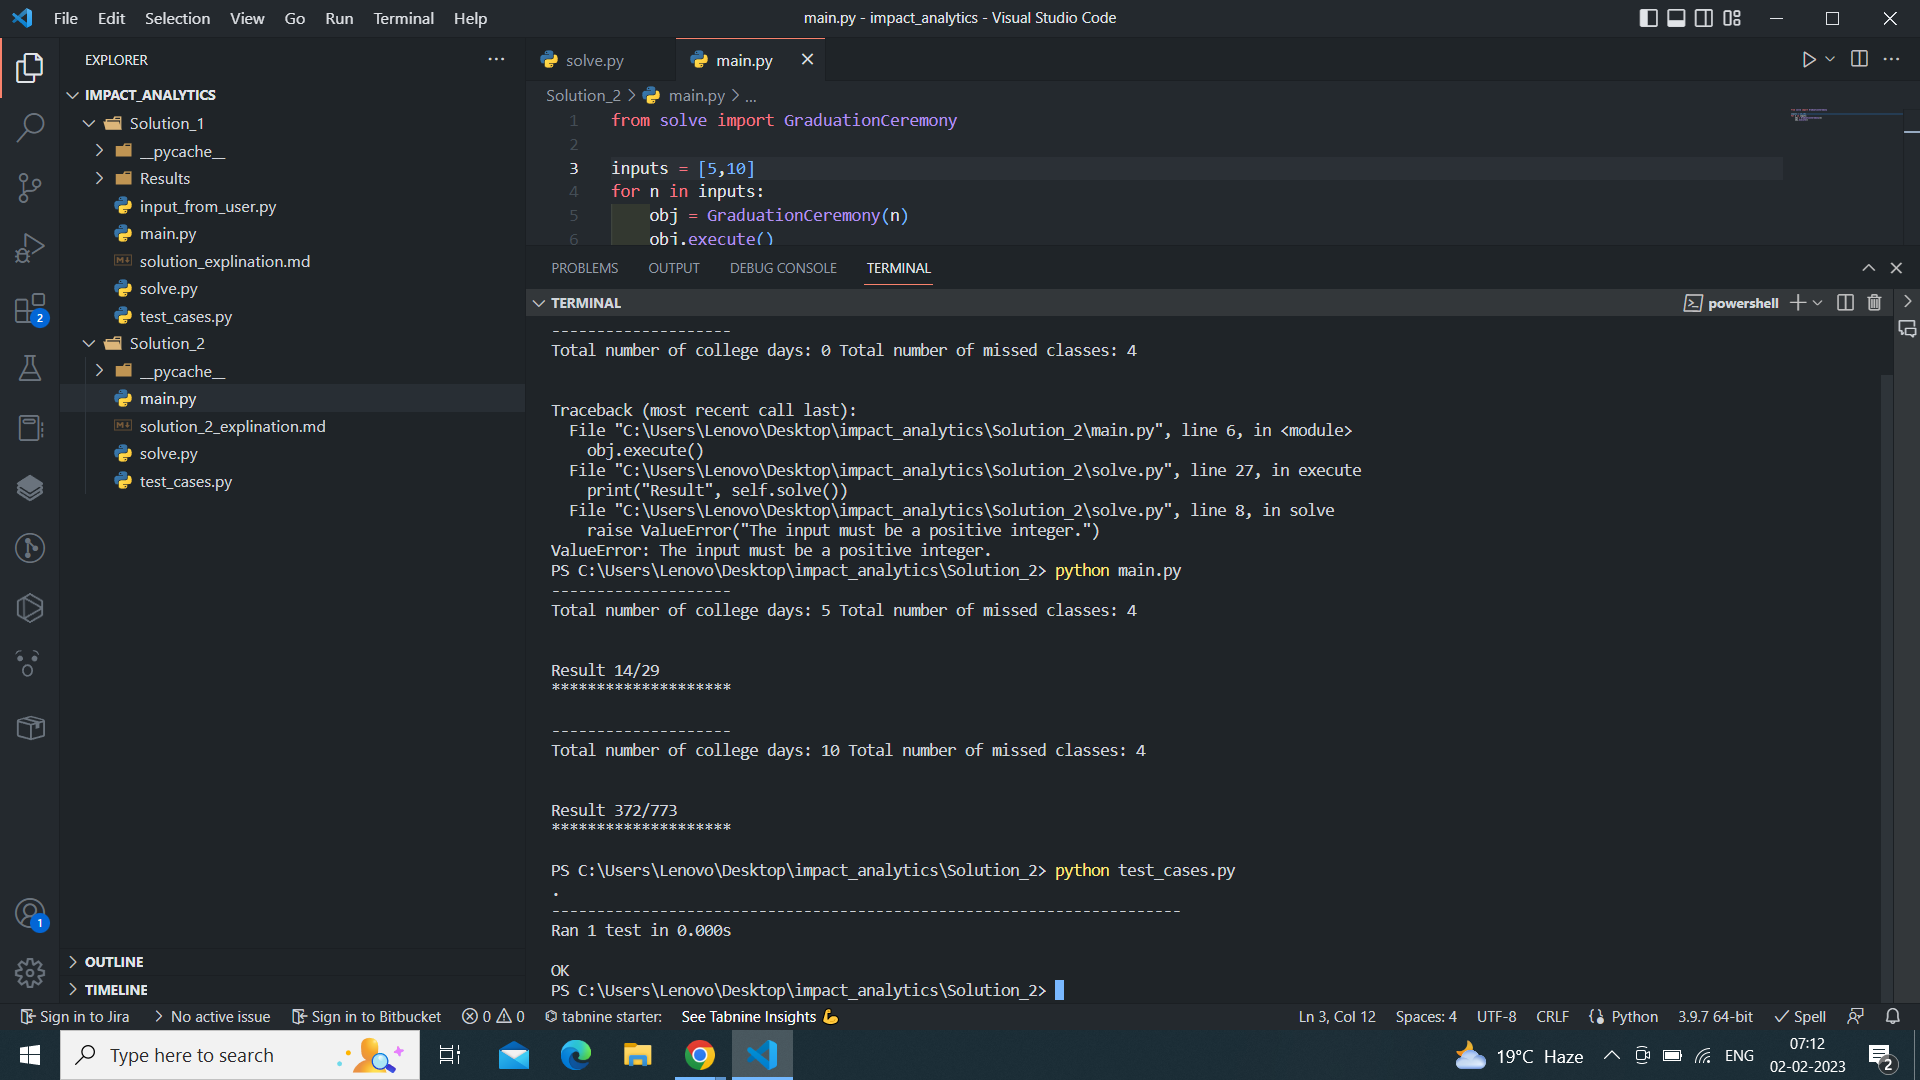 File Edit Selection View Go Run Terminal Help
main.py - impact_analytics - Visual Studio Code
EXPLORER
IMPACT_ANALYTICS
Solution_1
__pycache__
Results
input_from_user.py
main.py
solution_explination.md
solve.py
test_cases.py
Solution_2
__pycache__
main.py
solution_2_explination.md
solve.py
test_cases.py
OUTLINE
TIMELINE
2
1
solve.py
main.py
Solution_2 > main.py > ...
1 from solve import GraduationCeremony
2
3 inputs = [5,10]
4 for n in inputs:
5 obj = GraduationCeremony(n)
6 obj.execute()
PROBLEMS OUTPUT DEBUG CONSOLE TERMINAL
TERMINAL
powershell
--------------------
Total number of college days: 0 Total number of missed classes: 4
Traceback (most recent call last):
File "C:\Users\Lenovo\Desktop\impact_analytics\Solution_2\main.py", line 6, in <module>
obj.execute()
File "C:\Users\Lenovo\Desktop\impact_analytics\Solution_2\solve.py", line 27, in execute
print("Result", self.solve())
File "C:\Users\Lenovo\Desktop\impact_analytics\Solution_2\solve.py", line 8, in solve
raise ValueError("The input must be a positive integer.")
ValueError: The input must be a positive integer.
PS C:\Users\Lenovo\Desktop\impact_analytics\Solution_2> python main.py
--------------------
Total number of college days: 5 Total number of missed classes: 4
Result 14/29
********************
--------------------
Total number of college days: 10 Total number of missed classes: 4
Result 372/773
********************
PS C:\Users\Lenovo\Desktop\impact_analytics\Solution_2> python test_cases.py
.
----------------------------------------------------------------------
Ran 1 test in 0.000s
OK
PS C:\Users\Lenovo\Desktop\impact_analytics\Solution_2>
Sign in to Jira No active issue Sign in to Bitbucket 0 0 tabnine starter: See Tabnine Insights 💪 Ln 3, Col 12 Spaces: 4 UTF-8 CRLF Python 3.9.7 64-bit Spell
Type here to search
19°C Haze
ENG
07:12
02-02-2023
2